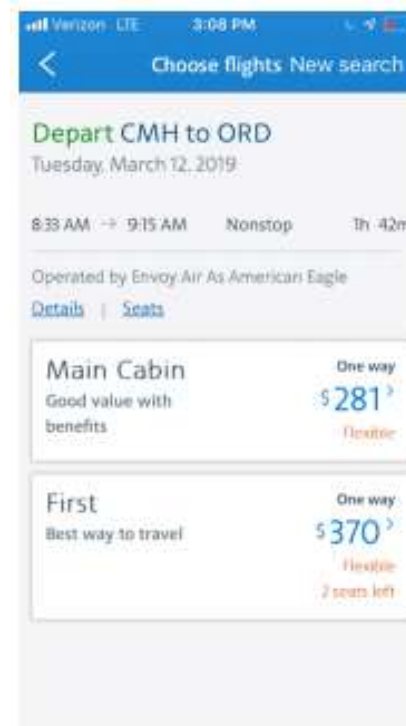 Verizon LTE 3:08 PM
Choose flights New search
Depart CMH to ORD
Tuesday, March 12, 2019
8:33 AM → 9:15 AM Nonstop 1h 42m
Operated by Envoy Air As American Eagle
Details | Seats
Main Cabin One way
Good value with $281
benefits Flexible
First One way
Best way to travel $370
Flexible
2 seats left